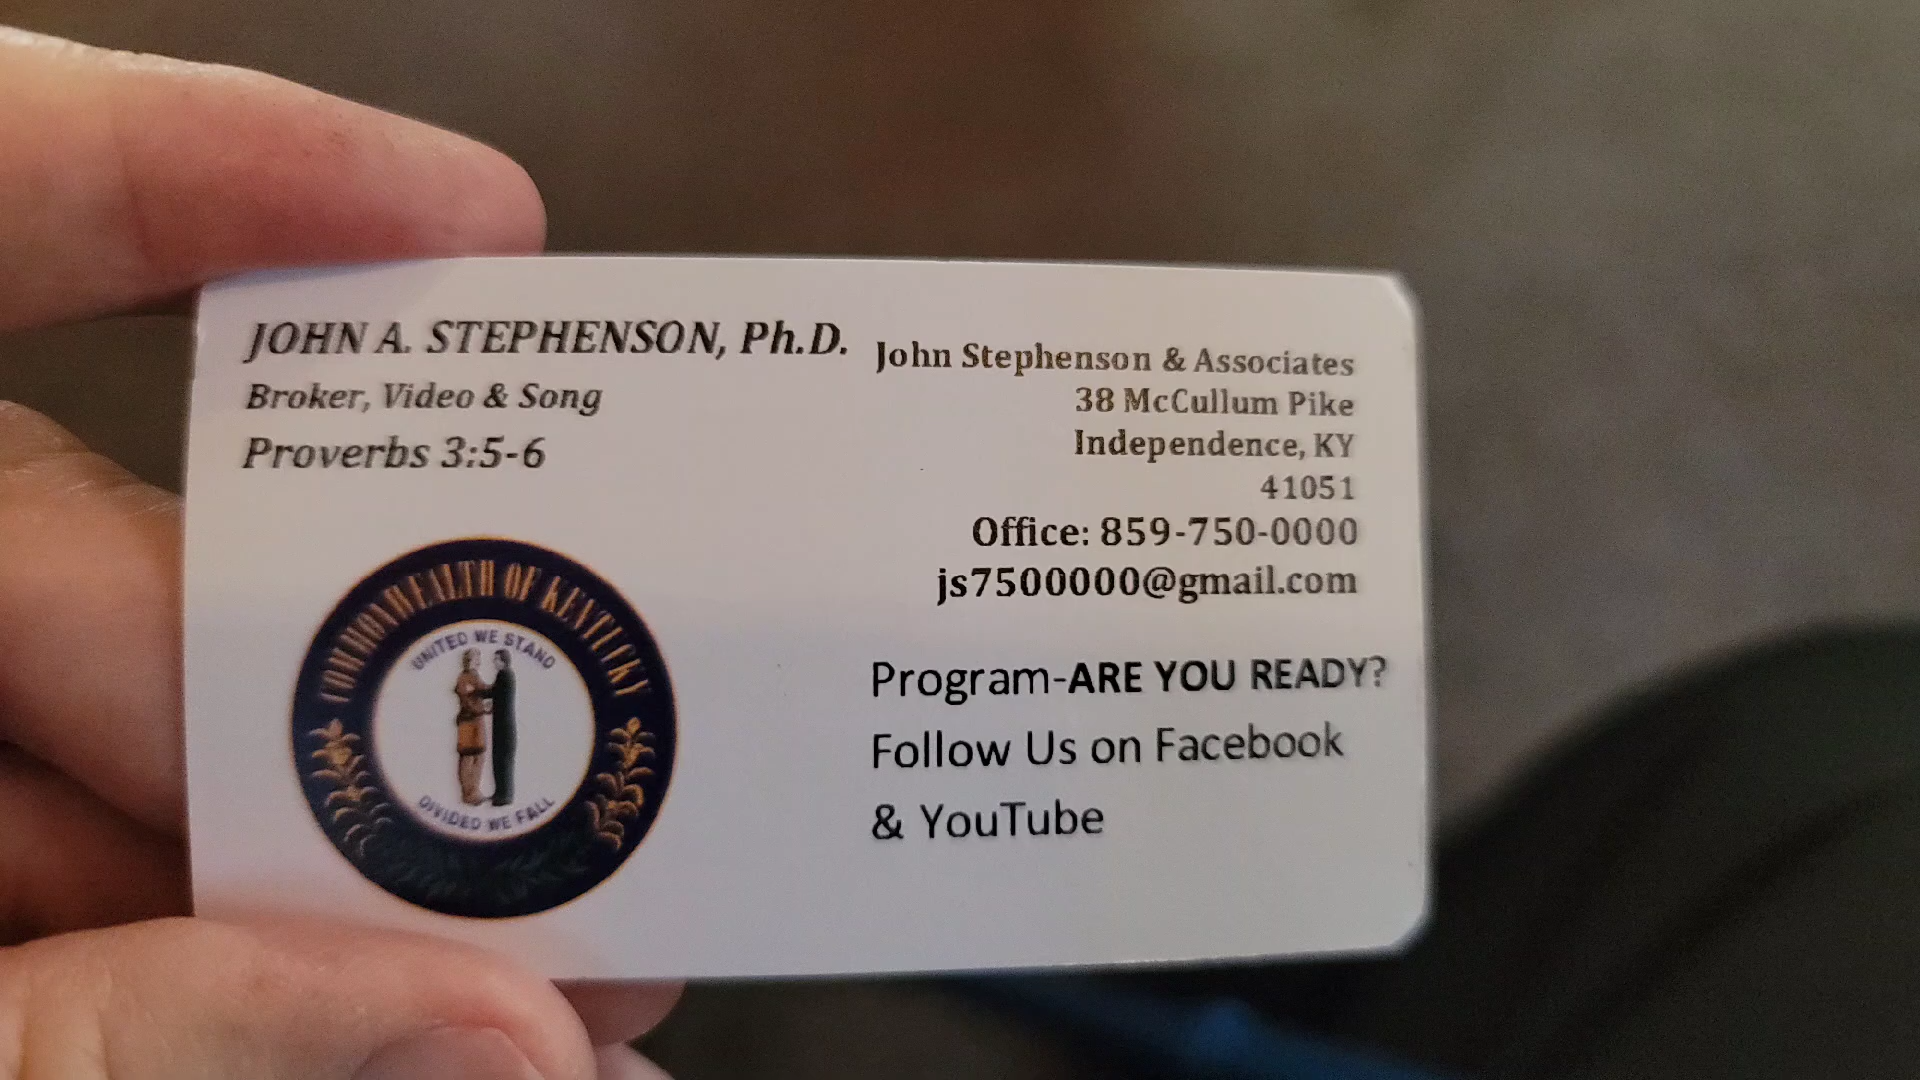 JOHN A. STEPHENSON, Ph.D.
Broker, Video & Song
Proverbs 3:5-6
John Stephenson & Associates
38 McCullum Pike
Independence, KY
41051
Office: 859-750-0000
js7500000@gmail.com
Program-ARE YOU READY?
Follow Us on Facebook
& YouTube
COMMONWEALTH OF KENTUCKY
UNITED WE STAND
DIVIDED WE FALL